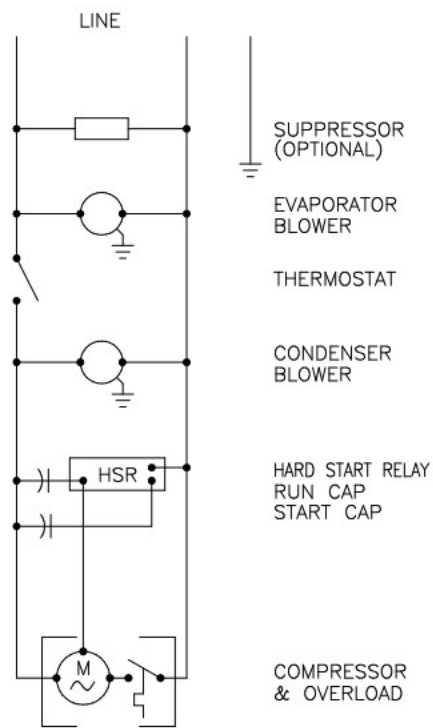 LINE
SUPPRESSOR
(OPTIONAL)
EVAPORATOR
BLOWER
THERMOSTAT
CONDENSER
BLOWER
HSR
HARD START RELAY
RUN CAP
START CAP
M
COMPRESSOR
& OVERLOAD